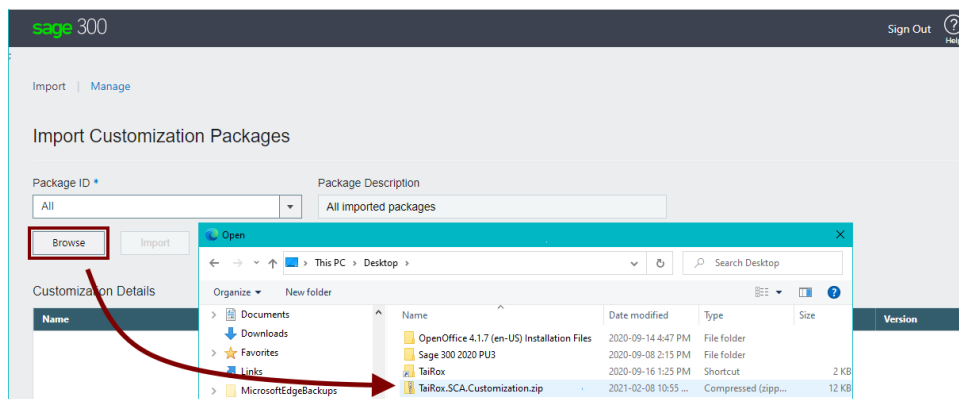 sage 300
Sign Out
Help
Import | Manage
Import Customization Packages
Package ID *
Package Description
All
All imported packages
Browse
Import
Open
This PC > Desktop >
Search Desktop
Organize
New folder
Customization Details
Name
Version
Documents
Downloads
Favorites
Links
MicrosoftEdgeBackups
Name Date modified Type Size
OpenOffice 4.1.7 (en-US) Installation Files 2020-09-14 4:47 PM File folder
Sage 300 2020 PU3 2020-09-08 2:15 PM File folder
TaiRox 2020-09-16 1:25 PM Shortcut 2 KB
TaiRox.SCA.Customization.zip 2021-02-08 10:55 ... Compressed (zipp... 12 KB